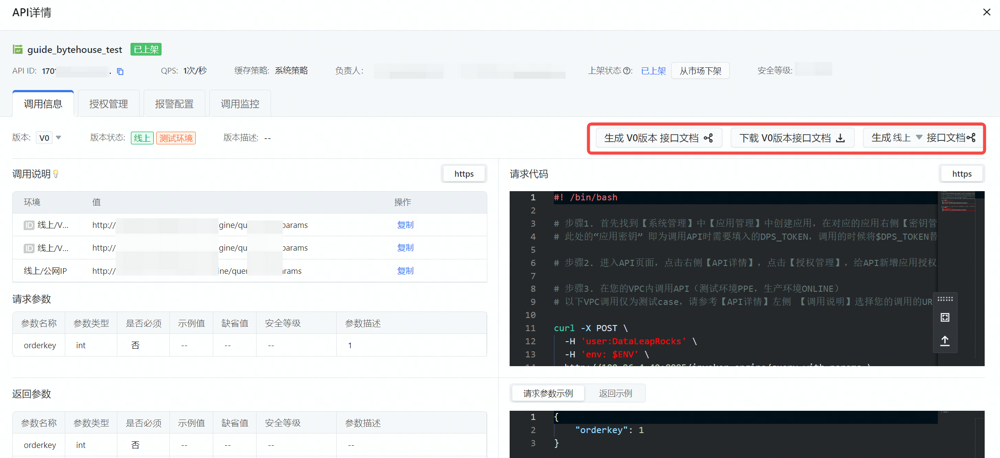 API详情
guide_bytehouse_test 已上架
API ID: 1701 . QPS: 1次/秒 缓存策略: 系统策略 负责人: 上架状态 : 已上架 从市场下架 安全等级:
调用信息 授权管理 报警配置 调用监控
版本: V0 版本状态: 线上 测试环境 版本描述: -- 生成 V0版本 接口文档 下载 V0版本接口文档 生成 线上 接口文档
调用说明 https
环境 值 操作
ID 线上/V... http:// gine/qu params 复制
ID 线上/V... http:// gine/qu params 复制
线上/公网IP http:// ine/quer arams 复制
请求参数
参数名称 参数类型 是否必须 示例值 缺省值 安全等级 参数描述
orderkey int 否 -- -- -- 1
返回参数
参数名称 参数类型 是否必须 示例值 缺省值 安全等级 参数描述
orderkey int 否 -- -- -- --
请求代码 https
1 #! /bin/bash
2
3 # 步骤1. 首先找到【系统管理】中【应用管理】中创建应用，在对应的应用右侧【密钥管
4 # 此处的“应用密钥” 即为调用API时需要填入的DPS_TOKEN，调用的时候将$DPS_TOKEN替
5
6 # 步骤2. 进入API页面，点击右侧【API详情】，点击【授权管理】，给API新增应用授权
7
8 # 步骤3. 在您的VPC内调用API（测试环境PPE，生产环境ONLINE）
9 # 以下VPC调用仅为测试case，请参考【API详情】左侧 【调用说明】选择您的调用的UR
10
11 curl -X POST \
12 -H 'user:DataLeapRocks' \
13 -H 'env: $ENV' \
请求参数示例 返回示例
1 {
2 "orderkey": 1
3 }